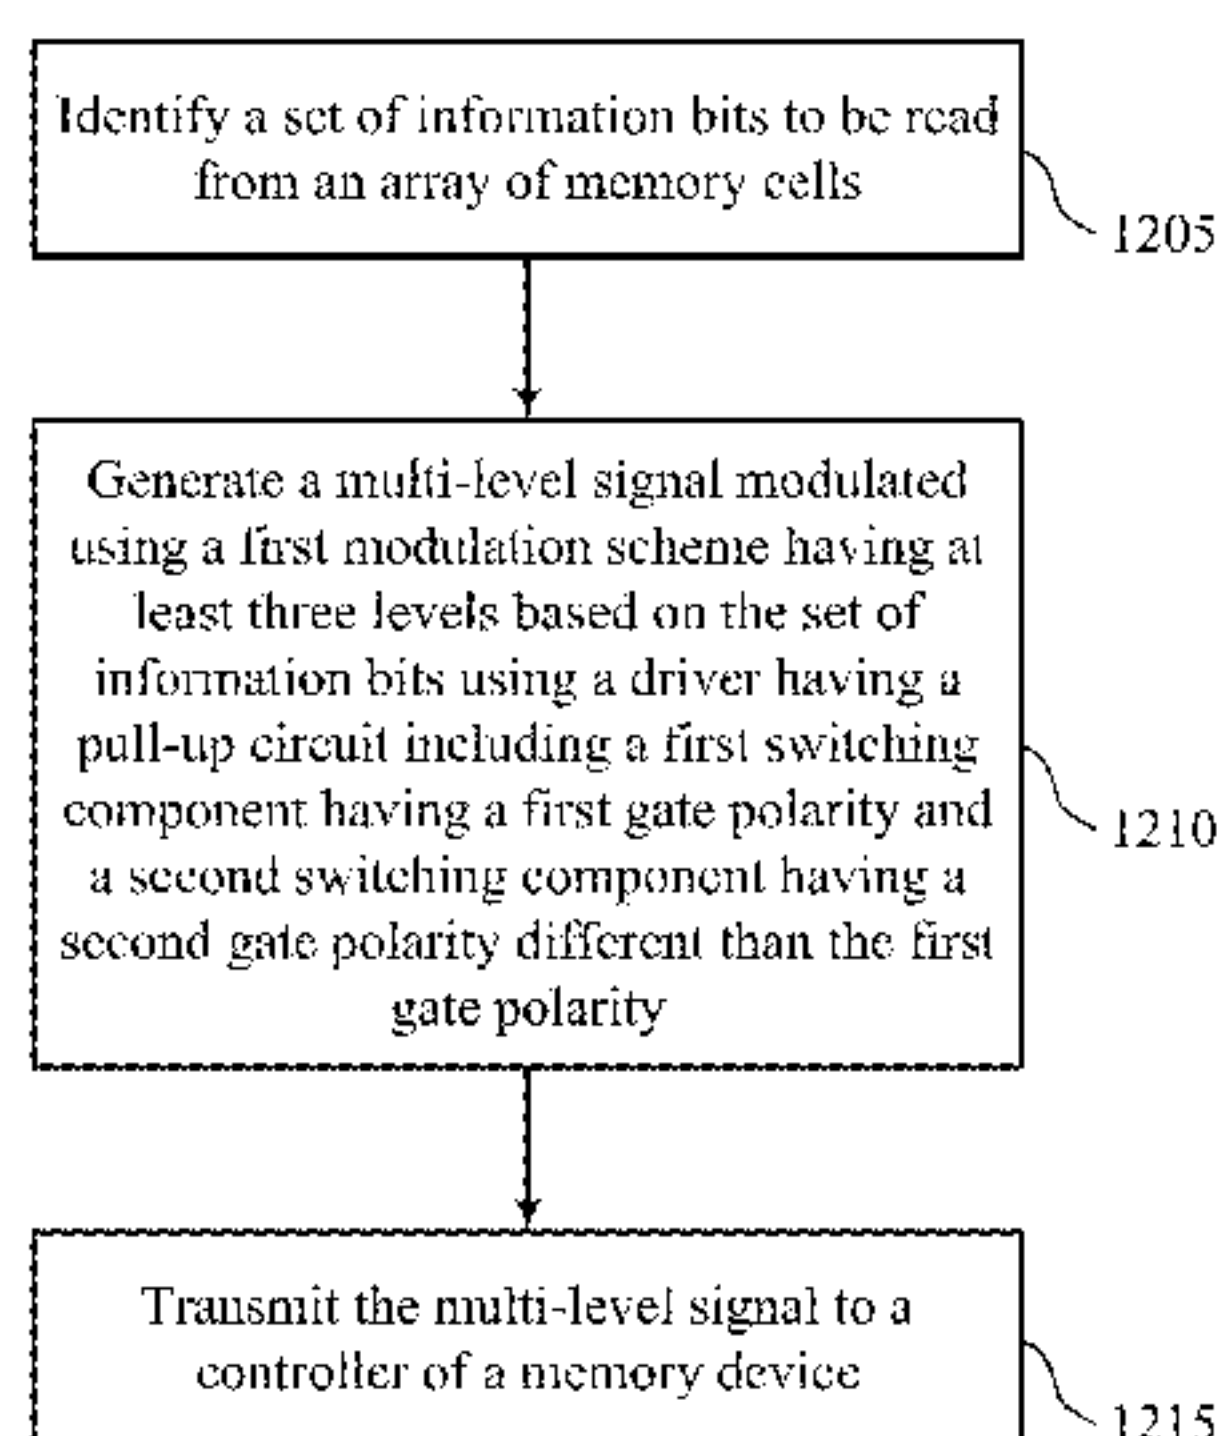 Identify a set of information bits to be read
from an array of memory cells
1205
Generate a multi-level signal modulated
using a first modulation scheme having at
least three levels based on the set of
information bits using a driver having a
pull-up circuit including a first switching
component having a first gate polarity and
a second switching component having a
second gate polarity different than the first
gate polarity
1210
Transmit the multi-level signal to a
controller of a memory device
1215